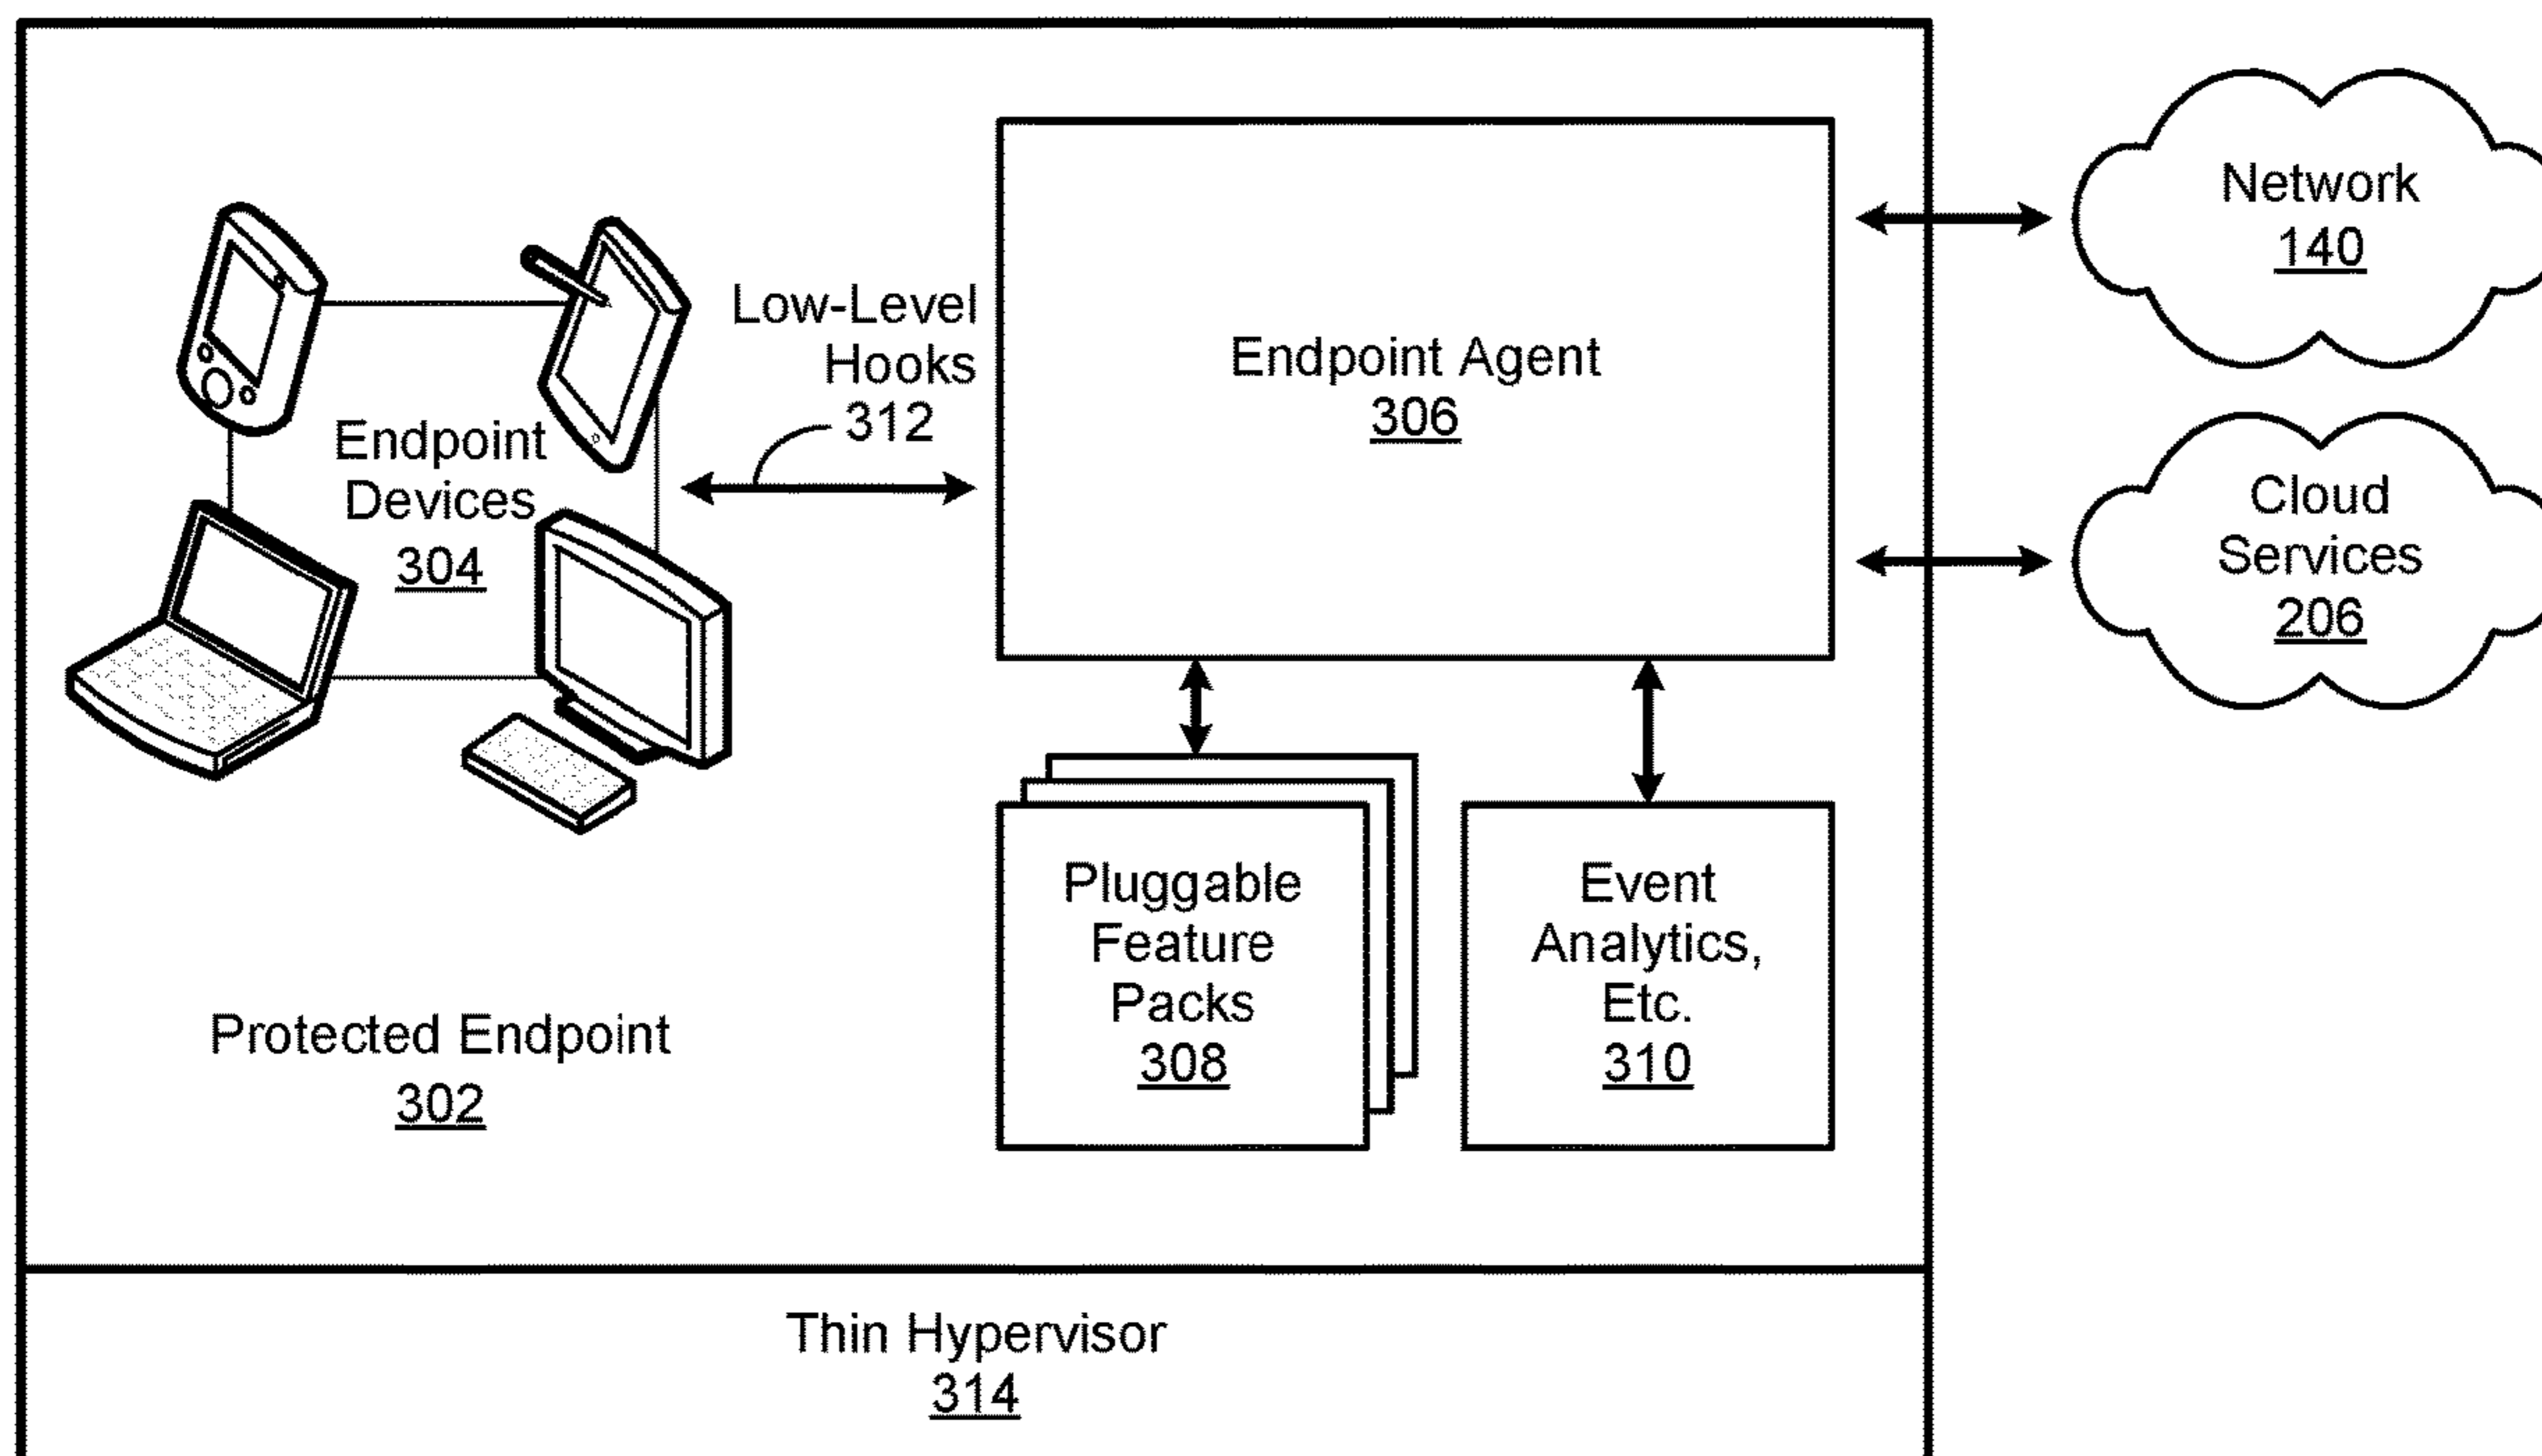 Network
140
Low-Level
Hooks
312
Endpoint Agent
306
Endpoint
Devices
304
Cloud
Services
206
Pluggable
Feature
Packs
308
Event
Analytics,
Etc.
310
Protected Endpoint
302
Thin Hypervisor
314